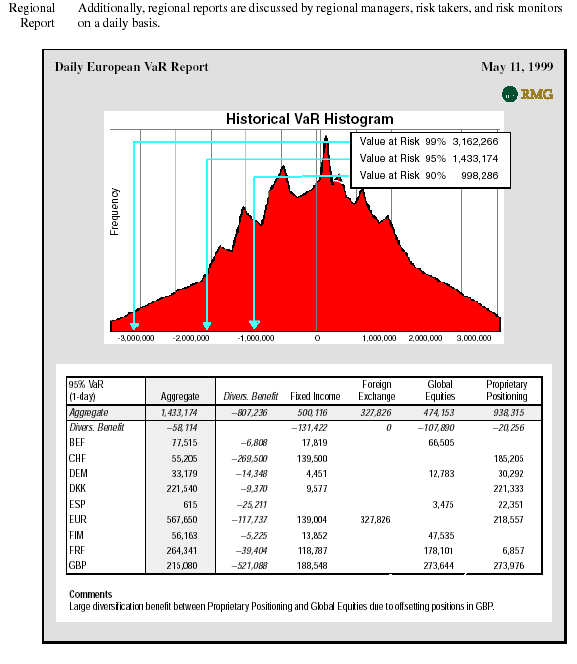 Regional Report
Additionally, regional reports are discussed by regional managers, risk takers, and risk monitors
on a daily basis.
Daily European VaR Report May 11, 1999
RMG
Historical VaR Histogram
Value at Risk 99% 3,162,266
Value at Risk 95% 1,433,174
Value at Risk 90% 998,286
Frequency
-3,000,000 -2,000,000 -1,000,000 0 1,000,000 2,000,000 3,000,000
95% VaR (1-day) Aggregate Divers. Benefit Fixed Income Foreign Exchange Global Equities Proprietary Positioning
Aggregate 1,433,174 –807,236 500,116 327,826 474,153 938,315
Divers. Benefit –58,114 –131,422 0 –107,890 –20,256
BEF 77,515 –6,808 17,819 66,505
CHF 55,205 –269,500 139,500 185,205
DEM 33,179 –14,348 4,451 12,783 30,292
DKK 221,540 –9,370 9,577 221,333
ESP 615 –25,211 3,475 22,351
EUR 567,650 –117,737 139,004 327,826 218,557
FIM 56,163 –5,225 13,852 47,535
FRF 264,341 –39,404 118,787 178,101 6,857
GBP 215,080 –521,088 188,548 273,644 273,976
Comments
Large diversification benefit between Proprietary Positioning and Global Equities due to offsetting positions in GBP.